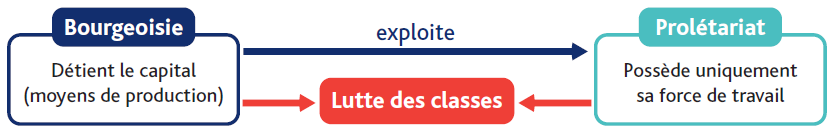 Bourgeoisie
Détient le capital
(moyens de production)
exploite
Lutte des classes
Prolétariat
Possède uniquement
sa force de travail